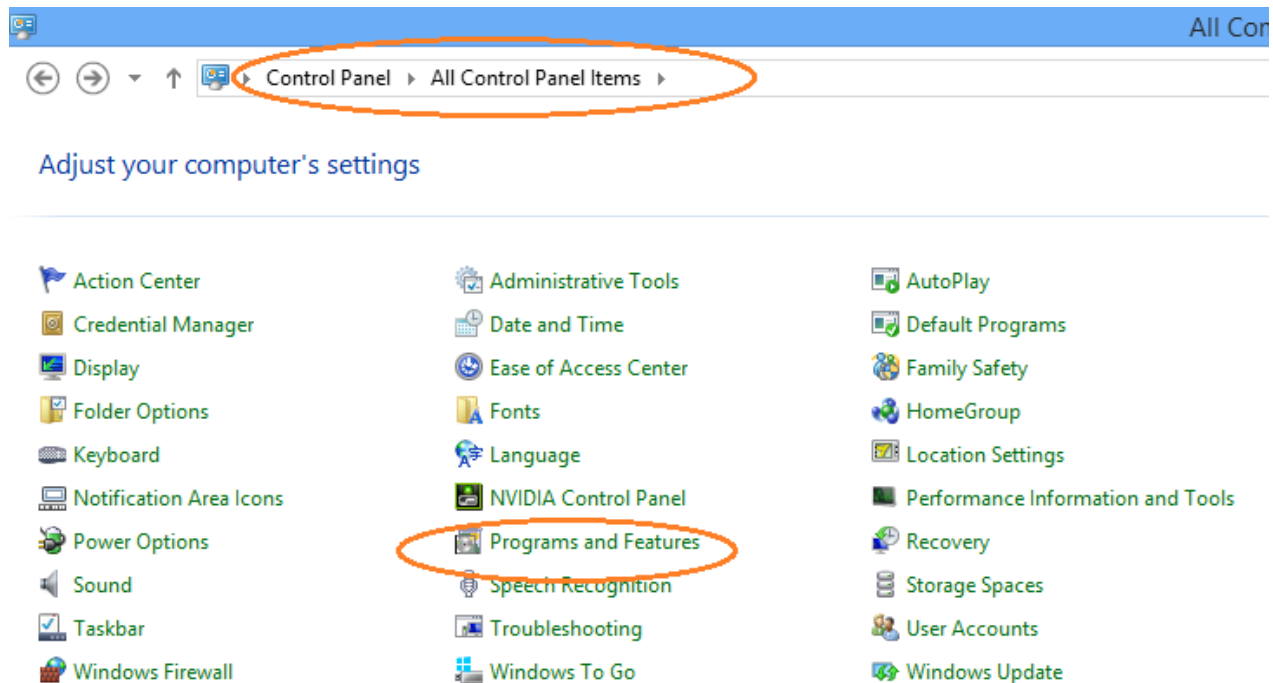 All Con
Control Panel All Control Panel Items
Adjust your computer's settings
Action Center Administrative Tools AutoPlay
Credential Manager Date and Time Default Programs
Display Ease of Access Center Family Safety
Folder Options Fonts HomeGroup
Keyboard Language Location Settings
Notification Area Icons NVIDIA Control Panel Performance Information and Tools
Power Options Programs and Features Recovery
Sound Speech Recognition Storage Spaces
Taskbar Troubleshooting User Accounts
Windows Firewall Windows To Go Windows Update